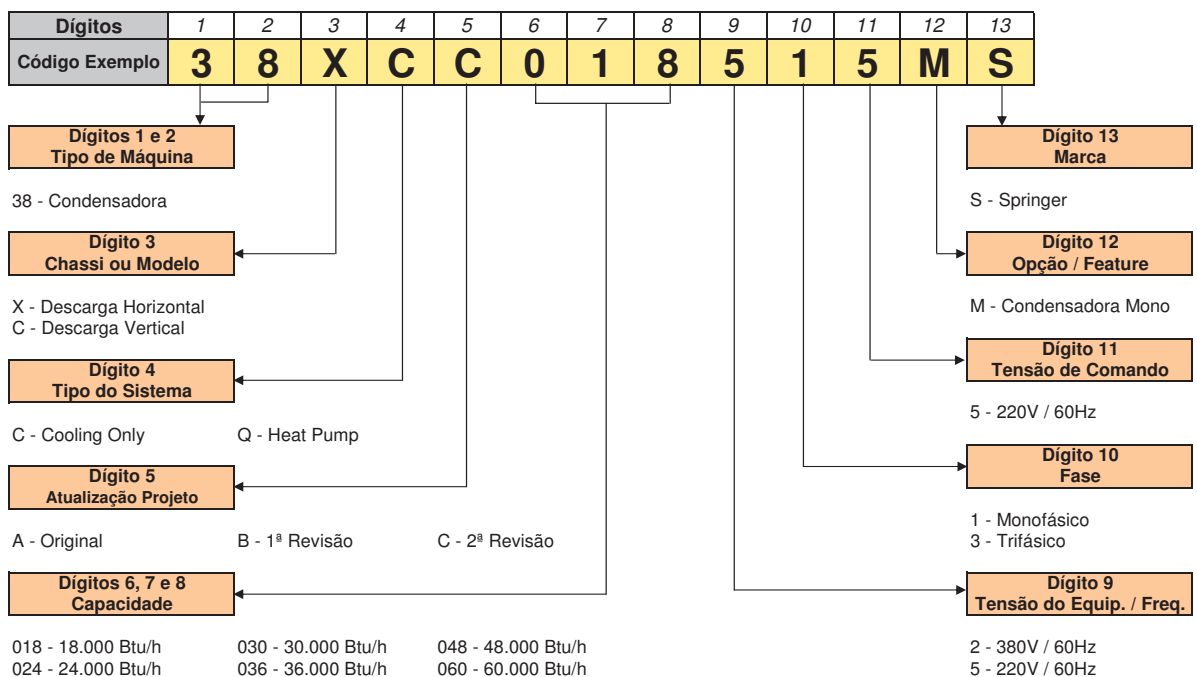 Dígitos 1 2 3 4 5 6 7 8 9 10 11 12 13
Código Exemplo 3 8 X C C 0 1 8 5 1 5 M S
Dígitos 1 e 2
Tipo de Máquina
38 - Condensadora
Dígito 3
Chassi ou Modelo
X - Descarga Horizontal
C - Descarga Vertical
Dígito 4
Tipo do Sistema
C - Cooling Only Q - Heat Pump
Dígito 5
Atualização Projeto
A - Original B - 1ª Revisão C - 2ª Revisão
Dígitos 6, 7 e 8
Capacidade
018 - 18.000 Btu/h 030 - 30.000 Btu/h 048 - 48.000 Btu/h
024 - 24.000 Btu/h 036 - 36.000 Btu/h 060 - 60.000 Btu/h
Dígito 13
Marca
S - Springer
Dígito 12
Opção / Feature
M - Condensadora Mono
Dígito 11
Tensão de Comando
5 - 220V / 60Hz
Dígito 10
Fase
1 - Monofásico
3 - Trifásico
Dígito 9
Tensão do Equip. / Freq.
2 - 380V / 60Hz
5 - 220V / 60Hz